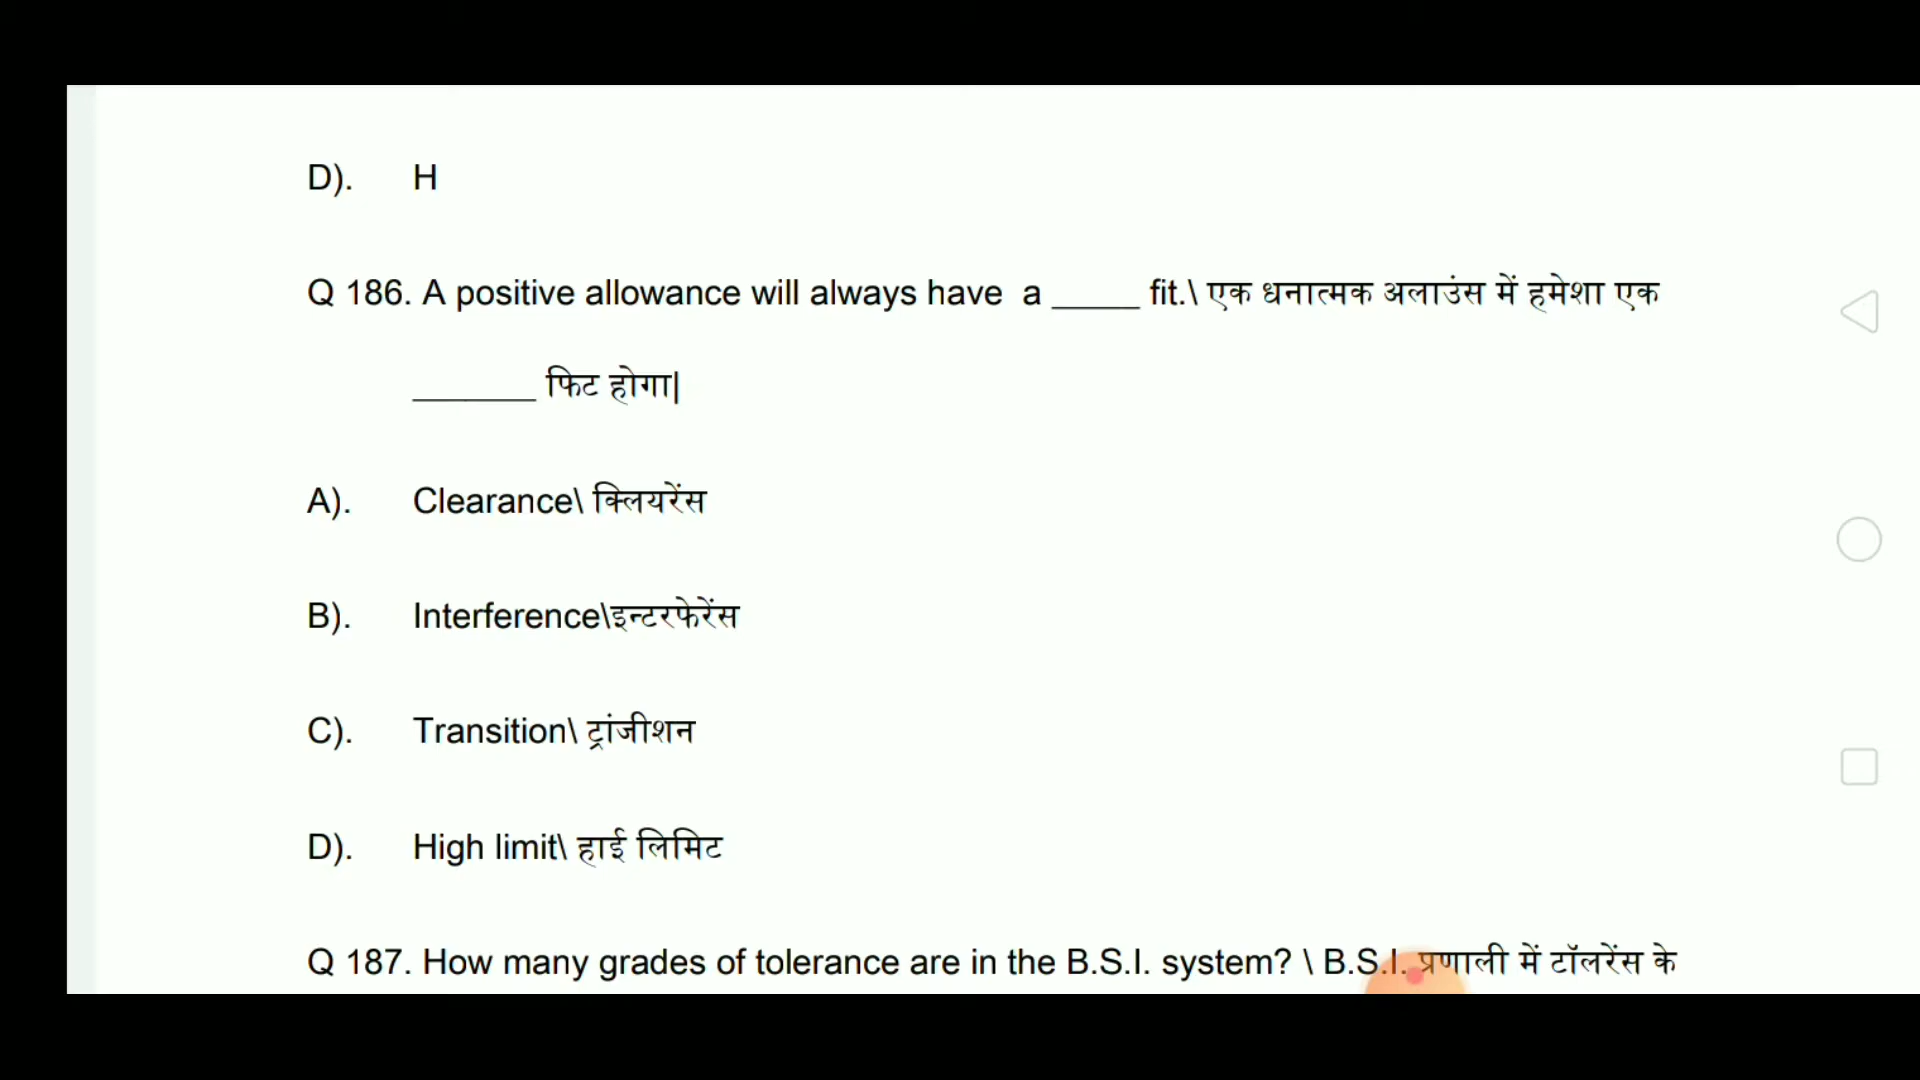 D). H
Q 186. A positive allowance will always have a _____ fit.\ एक धनात्मक अलाउंस में हमेशा एक
_______ फिट होगा|
A). Clearance\ क्लियरेंस
B). Interference\इन्टरफेरेंस
C). Transition\ ट्रांजीशन
D). High limit\ हाई लिमिट
Q 187. How many grades of tolerance are in the B.S.I. system? \ B.S.I. प्रणाली में टॉलरेंस के